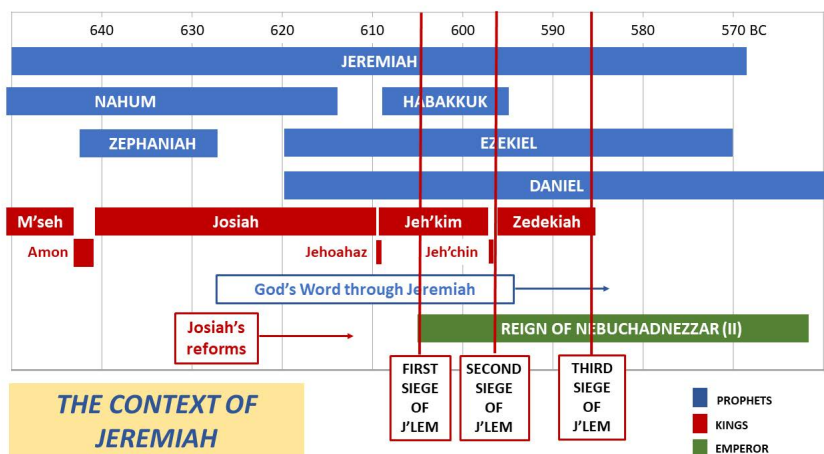 640 630 620 610 600 590 580 570 BC
JEREMIAH
NAHUM HABAKKUK
ZEPHANIAH EZEKIEL
DANIEL
M'seh Josiah Jeh'kim Zedekiah
Amon Jehoahaz Jeh'chin
God's Word through Jeremiah
Josiah's
reforms
REIGN OF NEBUCHADNEZZAR (II)
FIRST
SIEGE
OF
J'LEM
SECOND
SIEGE
OF
J'LEM
THIRD
SIEGE
OF
J'LEM
THE CONTEXT OF
JEREMIAH
PROPHETS
KINGS
EMPEROR